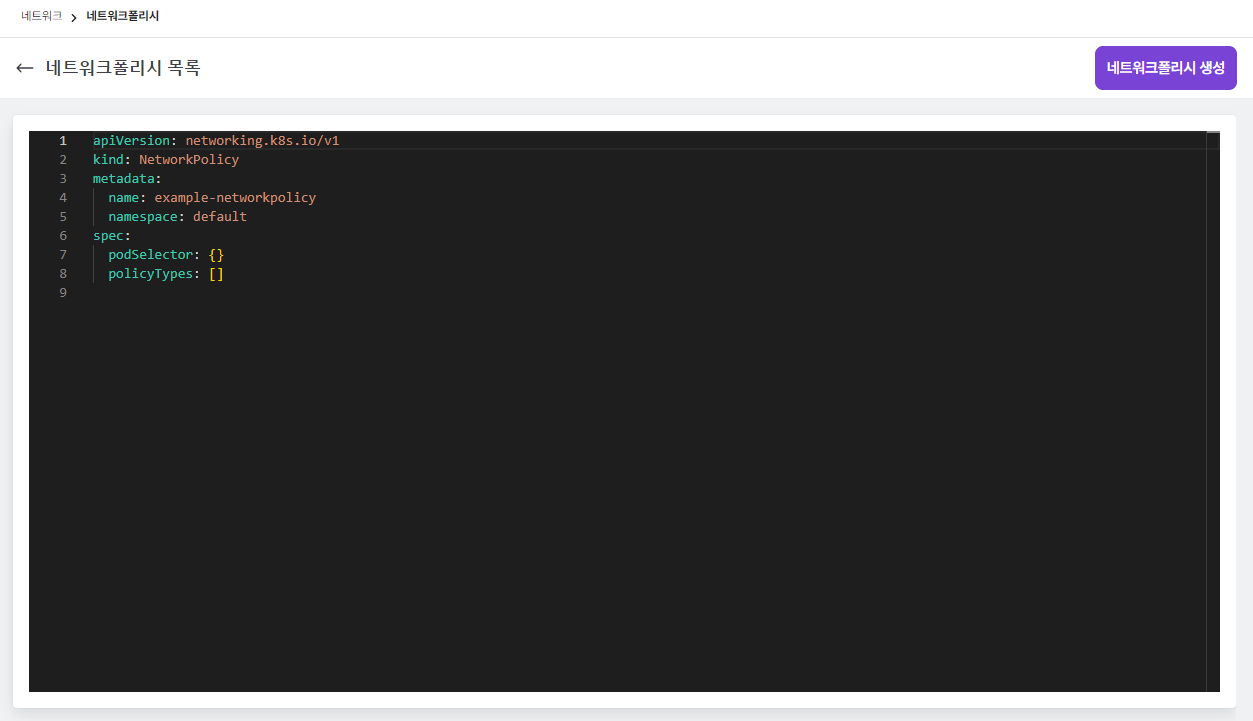 네트워크 > 네트워크폴리시
← 네트워크폴리시 목록
네트워크폴리시 생성
1 apiVersion: networking.k8s.io/v1
2 kind: NetworkPolicy
3 metadata:
4   name: example-networkpolicy
5   namespace: default
6 spec:
7   podSelector: {}
8   policyTypes: []
9